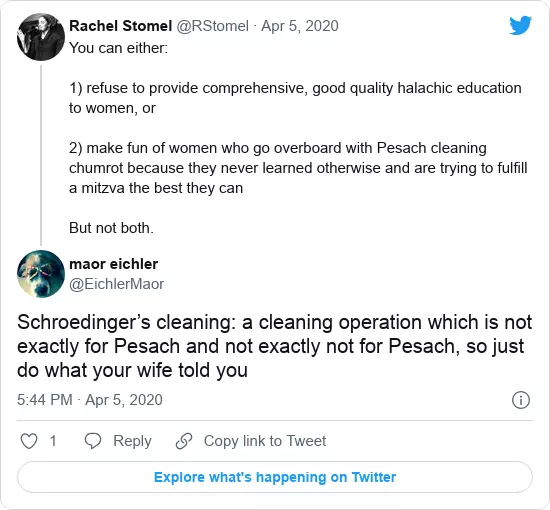 Rachel Stomel @RStomel · Apr 5, 2020
You can either:
1) refuse to provide comprehensive, good quality halachic education
to women, or
2) make fun of women who go overboard with Pesach cleaning
chumrot because they never learned otherwise and are trying to fulfill
a mitzva the best they can
But not both.
maor eichler
@EichlerMaor
Schroedinger’s cleaning: a cleaning operation which is not
exactly for Pesach and not exactly not for Pesach, so just
do what your wife told you
5:44 PM · Apr 5, 2020
1 Reply Copy link to Tweet
Explore what's happening on Twitter